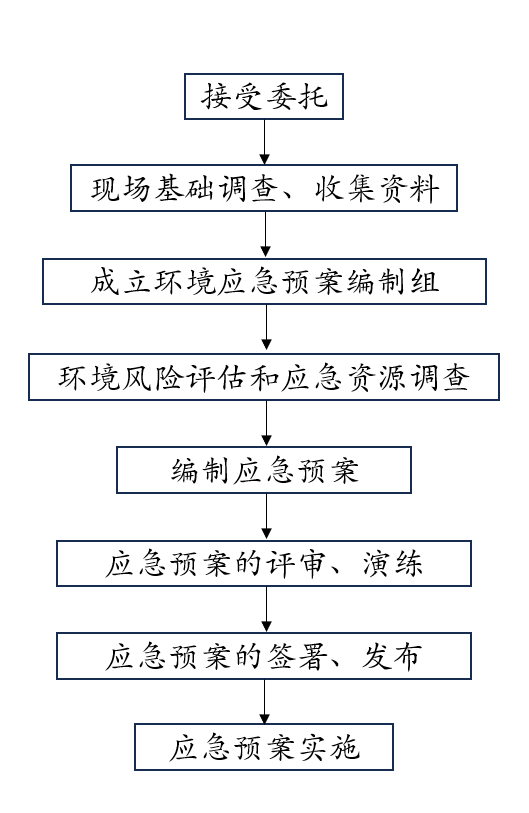 接受委托
现场基础调查、收集资料
成立环境应急预案编制组
环境风险评估和应急资源调查
编制应急预案
应急预案的评审、演练
应急预案的签署、发布
应急预案实施